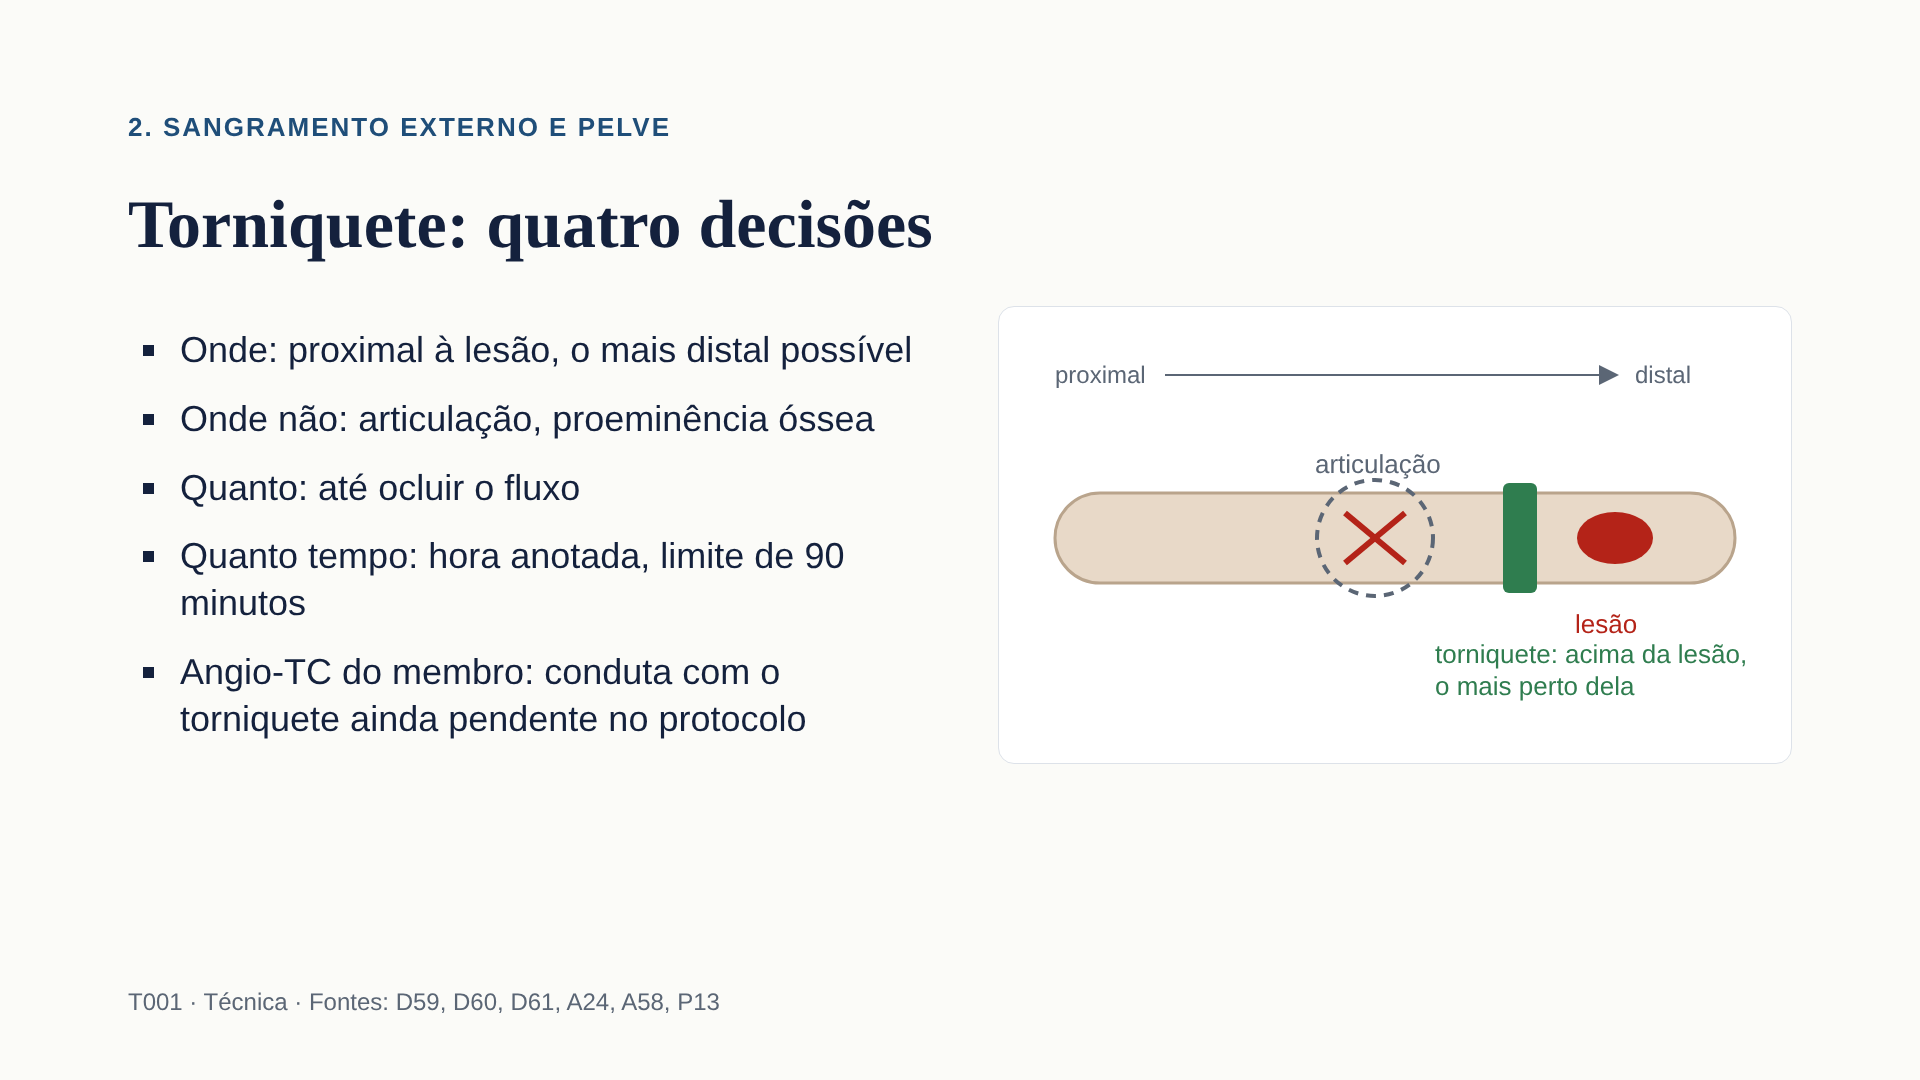 2. SANGRAMENTO EXTERNO E PELVE
Torniquete: quatro decisões
Onde: proximal à lesão, o mais distal possível
Onde não: articulação, proeminência óssea
Quanto: até ocluir o fluxo
Quanto tempo: hora anotada, limite de 90
minutos
Angio-TC do membro: conduta com o
torniquete ainda pendente no protocolo
proximal
distal
articulação
lesão
torniquete: acima da lesão,
o mais perto dela
T001 · Técnica · Fontes: D59, D60, D61, A24, A58, P13